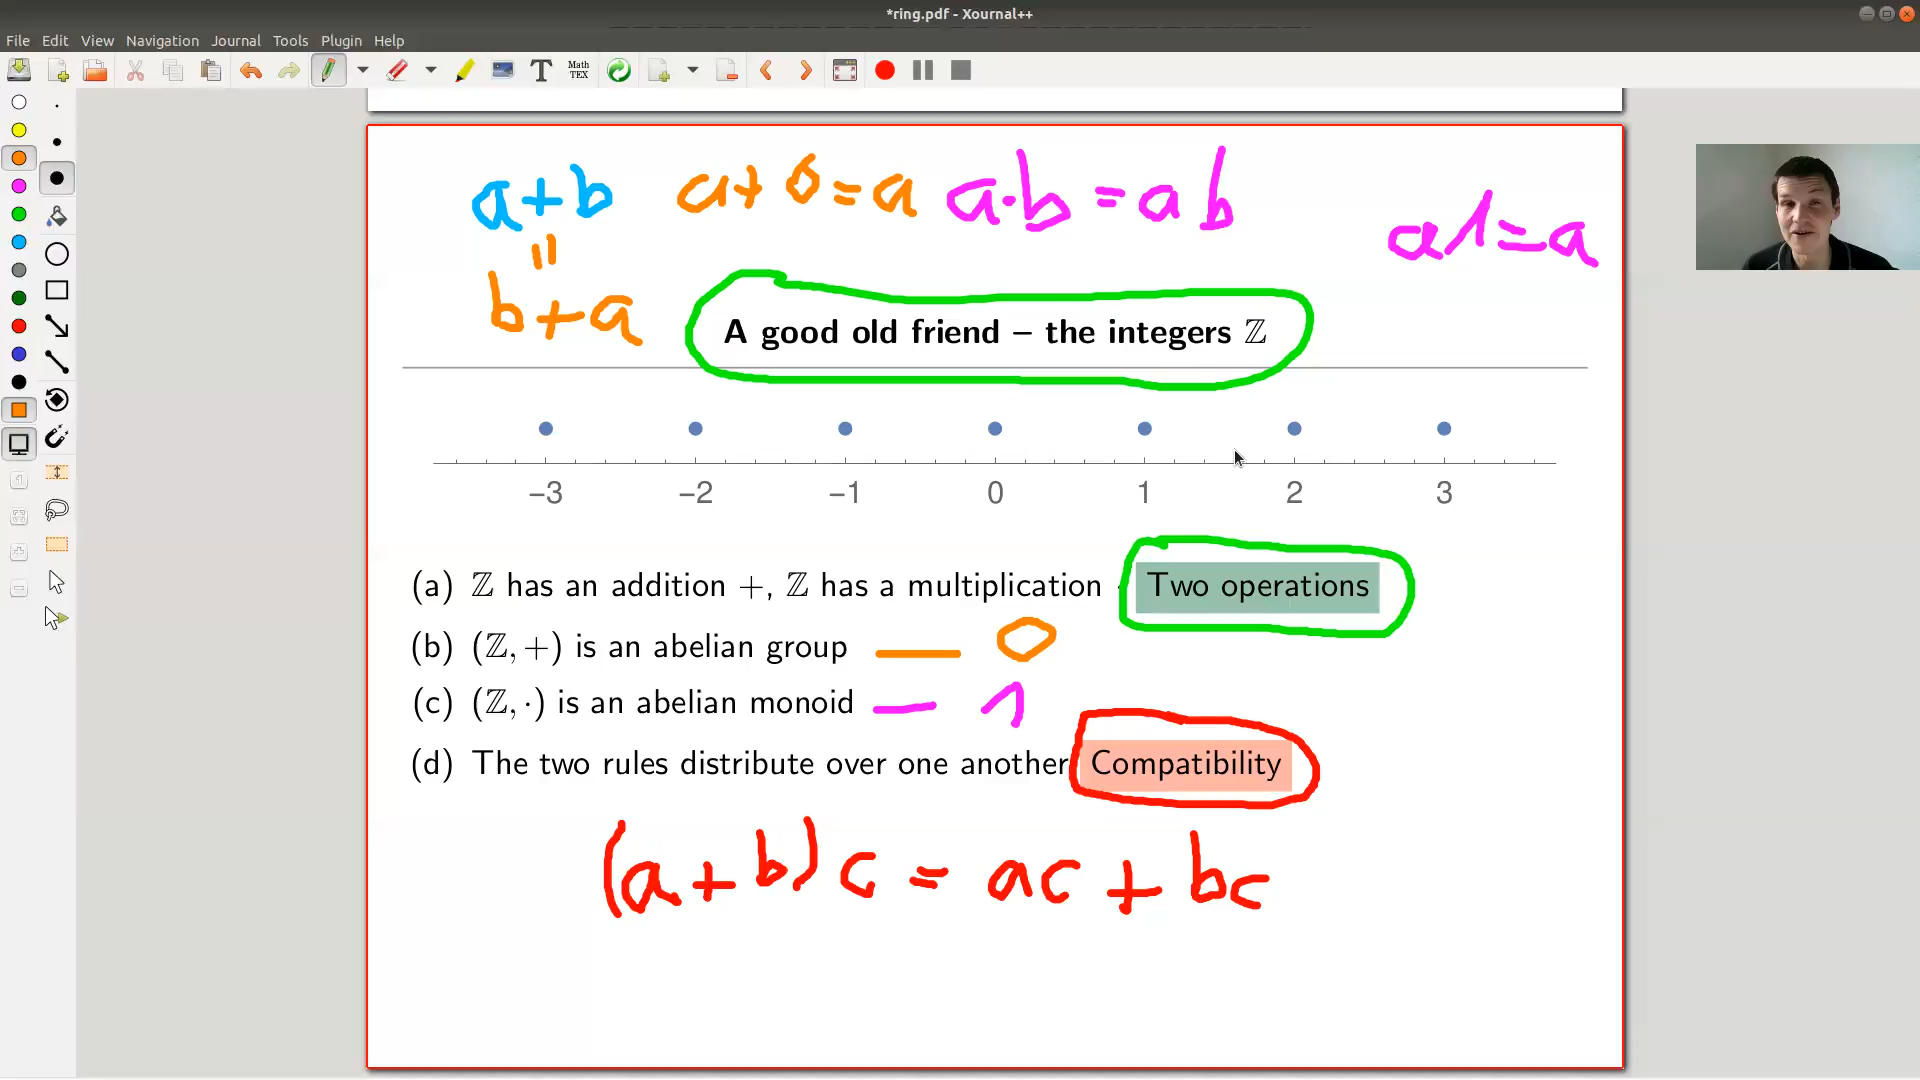 *ring.pdf - Xournal++
File Edit View Navigation Journal Tools Plugin Help
T Math TEX
a+b a+0=a a·b=ab a1=a
=
b+a
A good old friend – the integers ℤ
−3 −2 −1 0 1 2 3
(a) ℤ has an addition +, ℤ has a multiplication · Two operations
(b) (ℤ, +) is an abelian group — 0
(c) (ℤ, ·) is an abelian monoid — 1
(d) The two rules distribute over one another Compatibility
(a+b)c = ac + bc